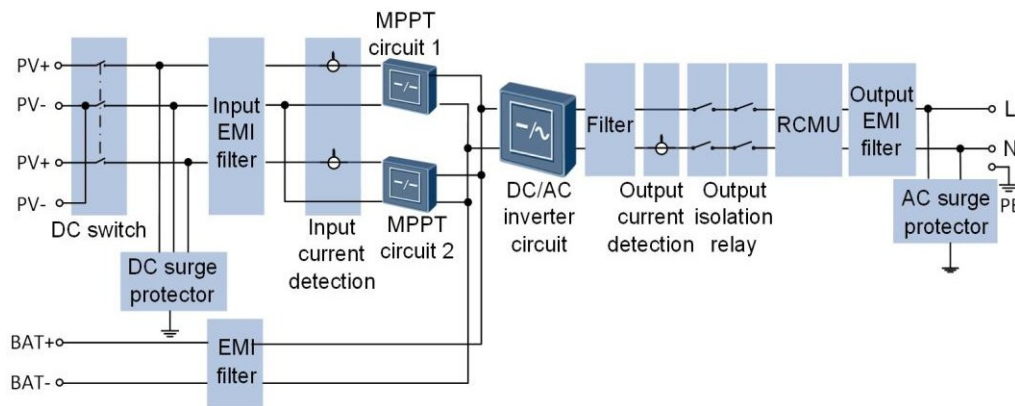 PV+
PV-
PV+
PV-
DC switch
DC surge
protector
BAT+
BAT-
Input
EMI
filter
EMI
filter
Input
current
detection
MPPT
circuit 1
MPPT
circuit 2
DC/AC
inverter
circuit
Filter
Output
current
detection
Output
isolation
relay
RCMU
Output
EMI
filter
L
N
PE
AC surge
protector